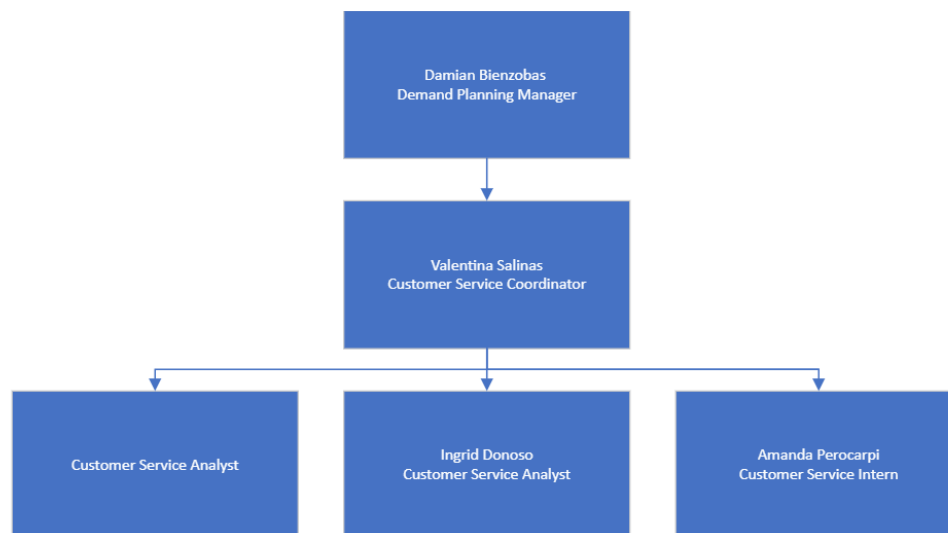 Damian Bienzobas
Demand Planning Manager
Valentina Salinas
Customer Service Coordinator
Customer Service Analyst
Ingrid Donoso
Customer Service Analyst
Amanda Perocarpi
Customer Service Intern